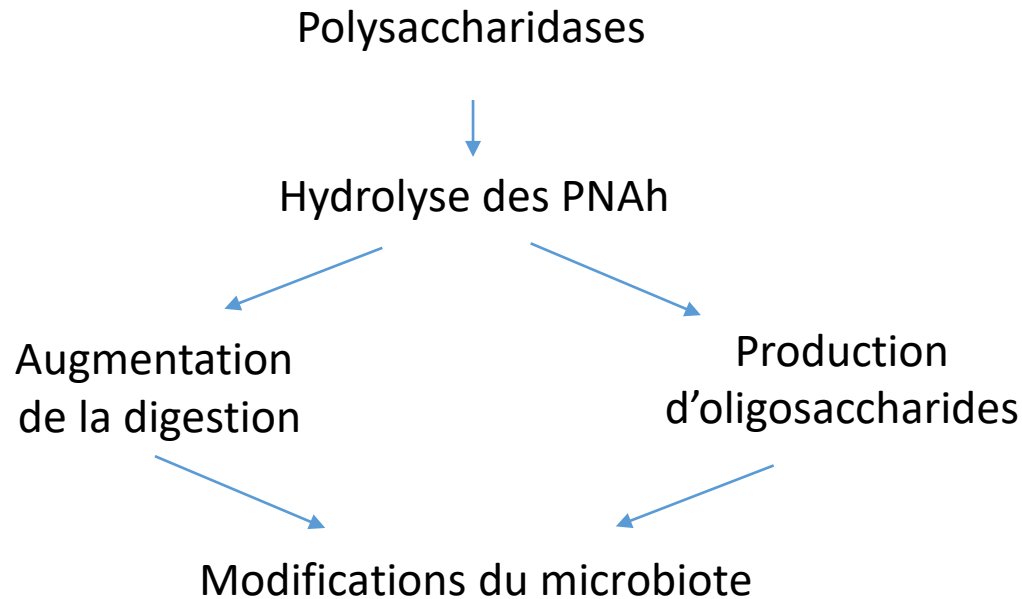 Polysaccharidases
Hydrolyse des PNAh
Augmentation
de la digestion
Production
d’oligosaccharides
Modifications du microbiote